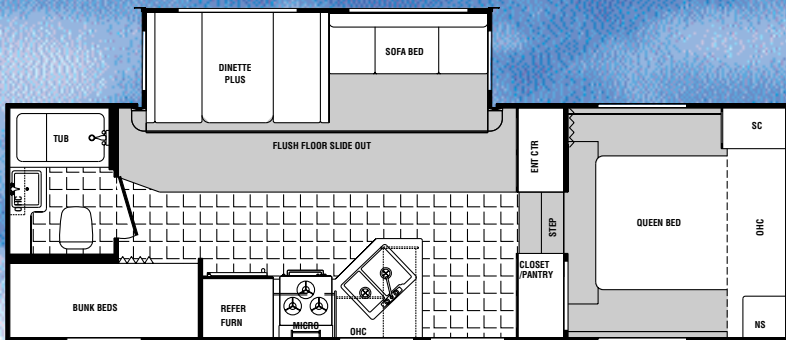 DINETTE
PLUS
SOFA BED
TUB
FLUSH FLOOR SLIDE OUT
ENT CTR
SC
OHC
STEP
QUEEN BED
OHC
CLOSET
/PANTRY
BUNK BEDS
REFER
FURN
MICRO
OHC
NS